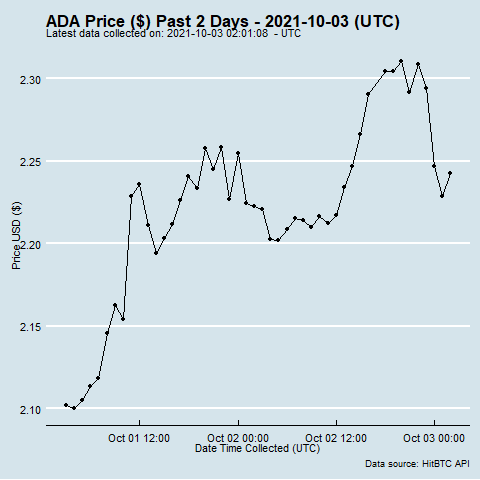 ADA Price ($) Past 2 Days - 2021-10-03 (UTC)
Latest data collected on: 2021-10-03 02:01:08 - UTC
2.30
2.25
2.20
2.15
2.10
Price USD ($)
Oct 01 12:00 Oct 02 00:00 Oct 02 12:00 Oct 03 00:00
Date Time Collected (UTC)
Data source: HitBTC API